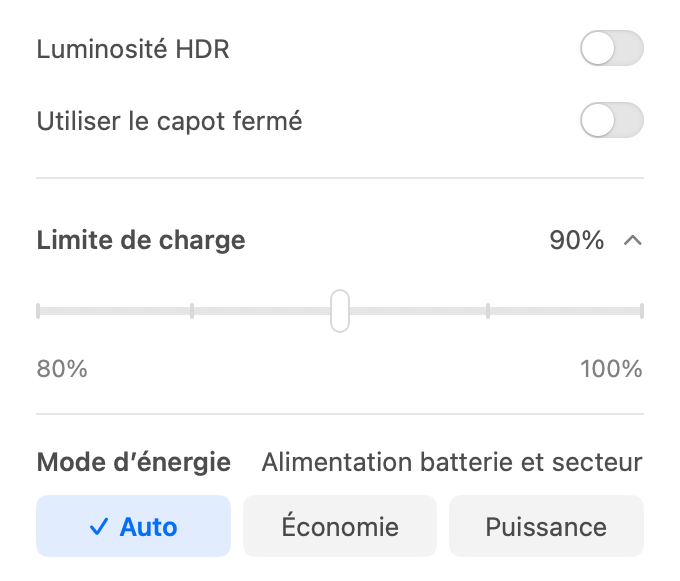 Luminosité HDR
Utiliser le capot fermé
Limite de charge 90%
80% 100%
Mode d’énergie Alimentation batterie et secteur
Auto Économie Puissance